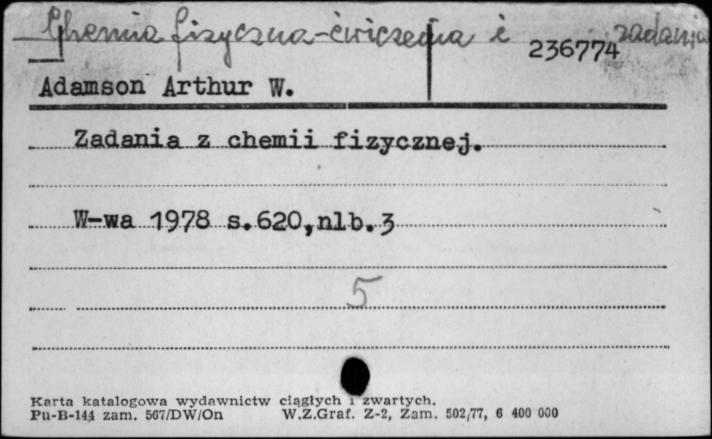 Chemia fizyczna-ćwiczenia i zadania
236774
Adamson Arthur W.
Zadania z chemii fizycznej.
W-wa 1978 s.620,nlb.3
5
Karta katalogowa wydawnictw ciągłych i zwartych.
Pu-B-144 zam. 567/DW/On W.Z.Graf. Z-2, Zam. 502/77, 6 400 000